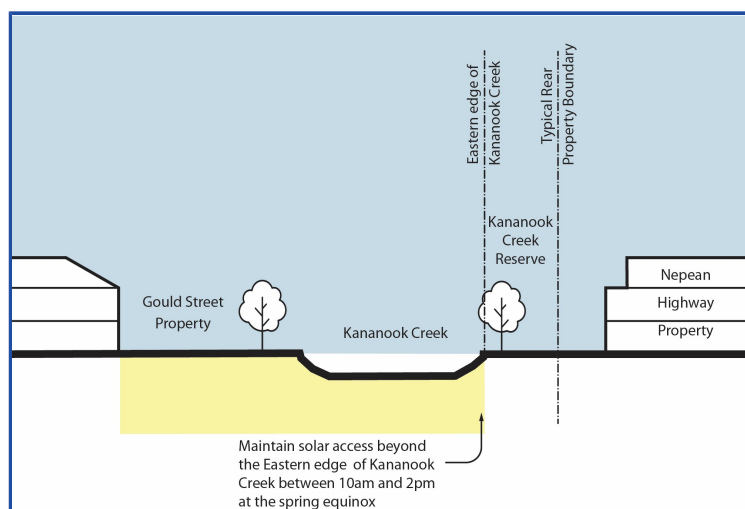 Eastern edge of
Kananook Creek
Typical Rear
Property Boundary
Kananook
Creek
Reserve
Gould Street
Property
Kananook Creek
Nepean
Highway
Property
Maintain solar access beyond
the Eastern edge of Kananook
Creek between 10am and 2pm
at the spring equinox